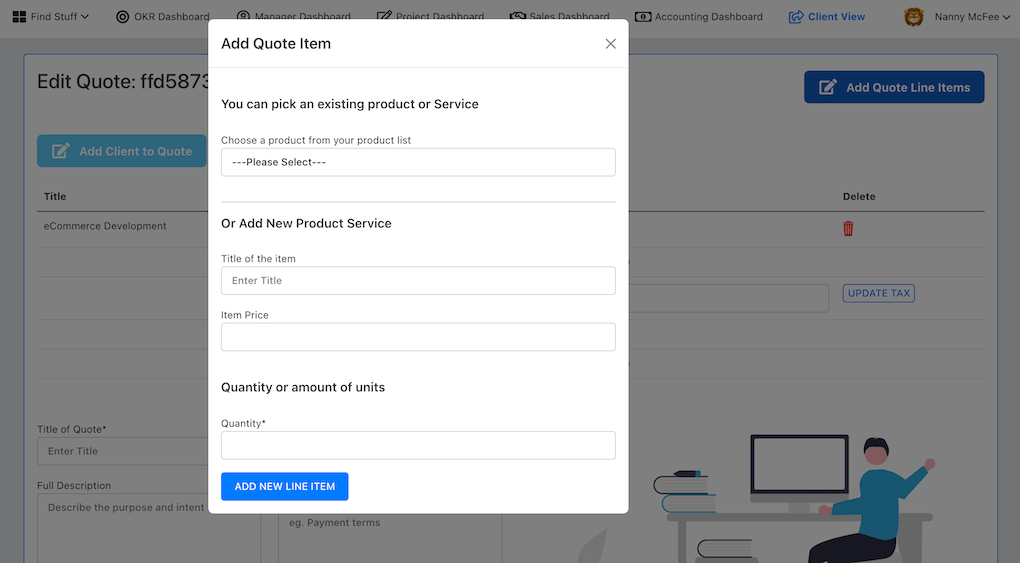 Find Stuff
OKR Dashboard
Manager Dashboard
Project Dashboard
Sales Dashboard
Accounting Dashboard
Client View
Nanny McFee
Add Quote Item
Edit Quote: ffd5873
Add Quote Line Items
You can pick an existing product or Service
Choose a product from your product list
---Please Select---
Add Client to Quote
Title
Delete
eCommerce Development
Or Add New Product Service
Title of the item
Enter Title
UPDATE TAX
Item Price
Quantity or amount of units
Quantity*
Title of Quote*
Enter Title
ADD NEW LINE ITEM
Full Description
Describe the purpose and intent
eg. Payment terms